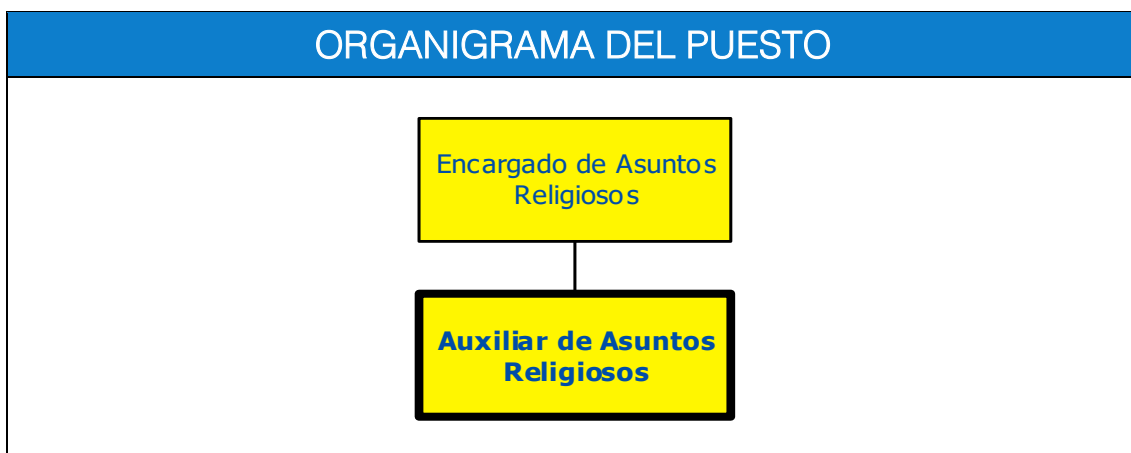 ORGANIGRAMA DEL PUESTO
Encargado de Asuntos
Religiosos
Auxiliar de Asuntos
Religiosos